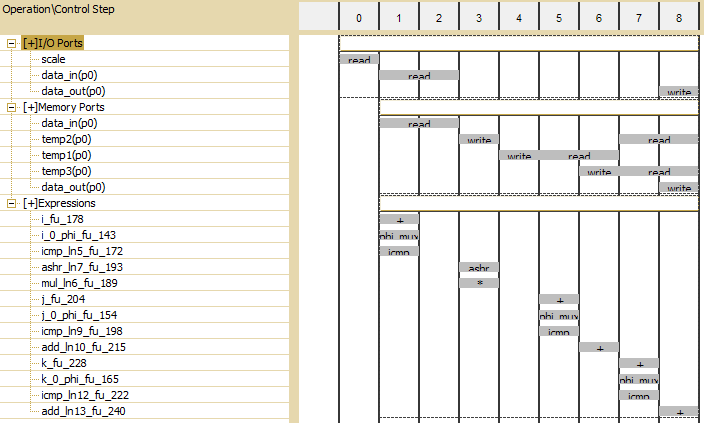 Operation\Control Step 0 1 2 3 4 5 6 7 8
[+]I/O Ports
scale read
data_in(p0) read
data_out(p0) write
[+]Memory Ports
data_in(p0) read
temp2(p0) write read
temp1(p0) write read
temp3(p0) write read
data_out(p0) write
[+]Expressions
i_fu_178 +
i_0_phi_fu_143 phi_mux
icmp_ln5_fu_172 icmp
ashr_ln7_fu_193 ashr
mul_ln6_fu_189 *
j_fu_204 +
j_0_phi_fu_154 phi_mux
icmp_ln9_fu_198 icmp
add_ln10_fu_215 +
k_fu_228 +
k_0_phi_fu_165 phi_mux
icmp_ln12_fu_222 icmp
add_ln13_fu_240 +